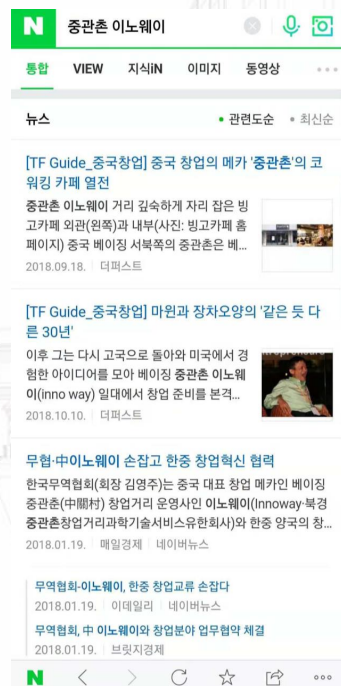 N 중관촌 이노웨이
통합 VIEW 지식iN 이미지 동영상
뉴스 • 관련도순 • 최신순
[TF Guide_중국창업] 중국 창업의 메카 '중관촌'의 코
워킹 카페 열전
중관촌 이노웨이 거리 깊숙하게 자리 잡은 빙
고카페 외관(왼쪽)과 내부(사진: 빙고카페 홈
페이지) 중국 베이징 서북쪽의 중관촌은 베...
2018.09.18. 더퍼스트
[TF Guide_중국창업] 마윈과 장차오양의 '같은 듯 다
른 30년'
이후 그는 다시 고국으로 돌아와 미국에서 경
험한 아이디어를 모아 베이징 중관촌 이노웨
이(inno way) 일대에서 창업 준비를 본격...
2018.10.10. 더퍼스트
무협·中이노웨이 손잡고 한중 창업혁신 협력
한국무역협회(회장 김영주)는 중국 대표 창업 메카인 베이징
중관춘(中關村) 창업거리 운영사인 이노웨이(Innoway·북경
중관촌창업거리과학기술서비스유한회사)와 한중 양국의 창...
2018.01.19. 매일경제 네이버뉴스
무역협회-이노웨이, 한중 창업교류 손잡다
2018.01.19. 이데일리 네이버뉴스
무역협회, 中 이노웨이와 창업분야 업무협약 체결
2018.01.19. 브릿지경제
N